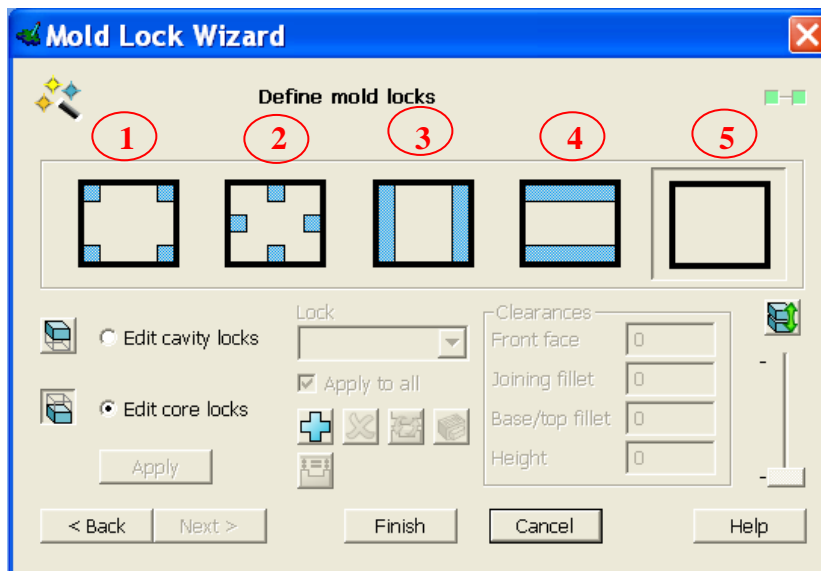 Mold Lock Wizard
Define mold locks
1 2 3 4 5
Lock
Clearances
Edit cavity locks
Front face 0
Apply to all
Joining fillet 0
Edit core locks
Base/top fillet 0
Apply
Height 0
< Back Next > Finish Cancel Help